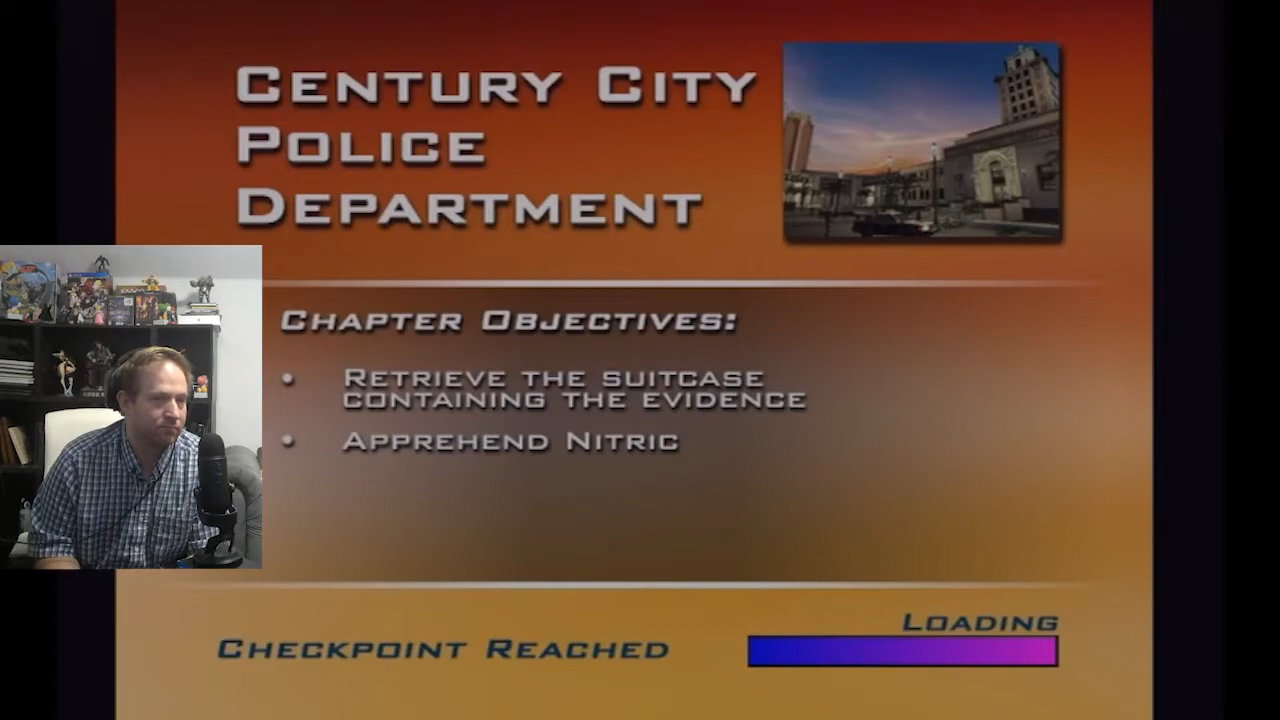 Century City
Police
Department
Chapter Objectives:
• Retrieve the suitcase
containing the evidence
• Apprehend Nitric
Loading
Checkpoint Reached